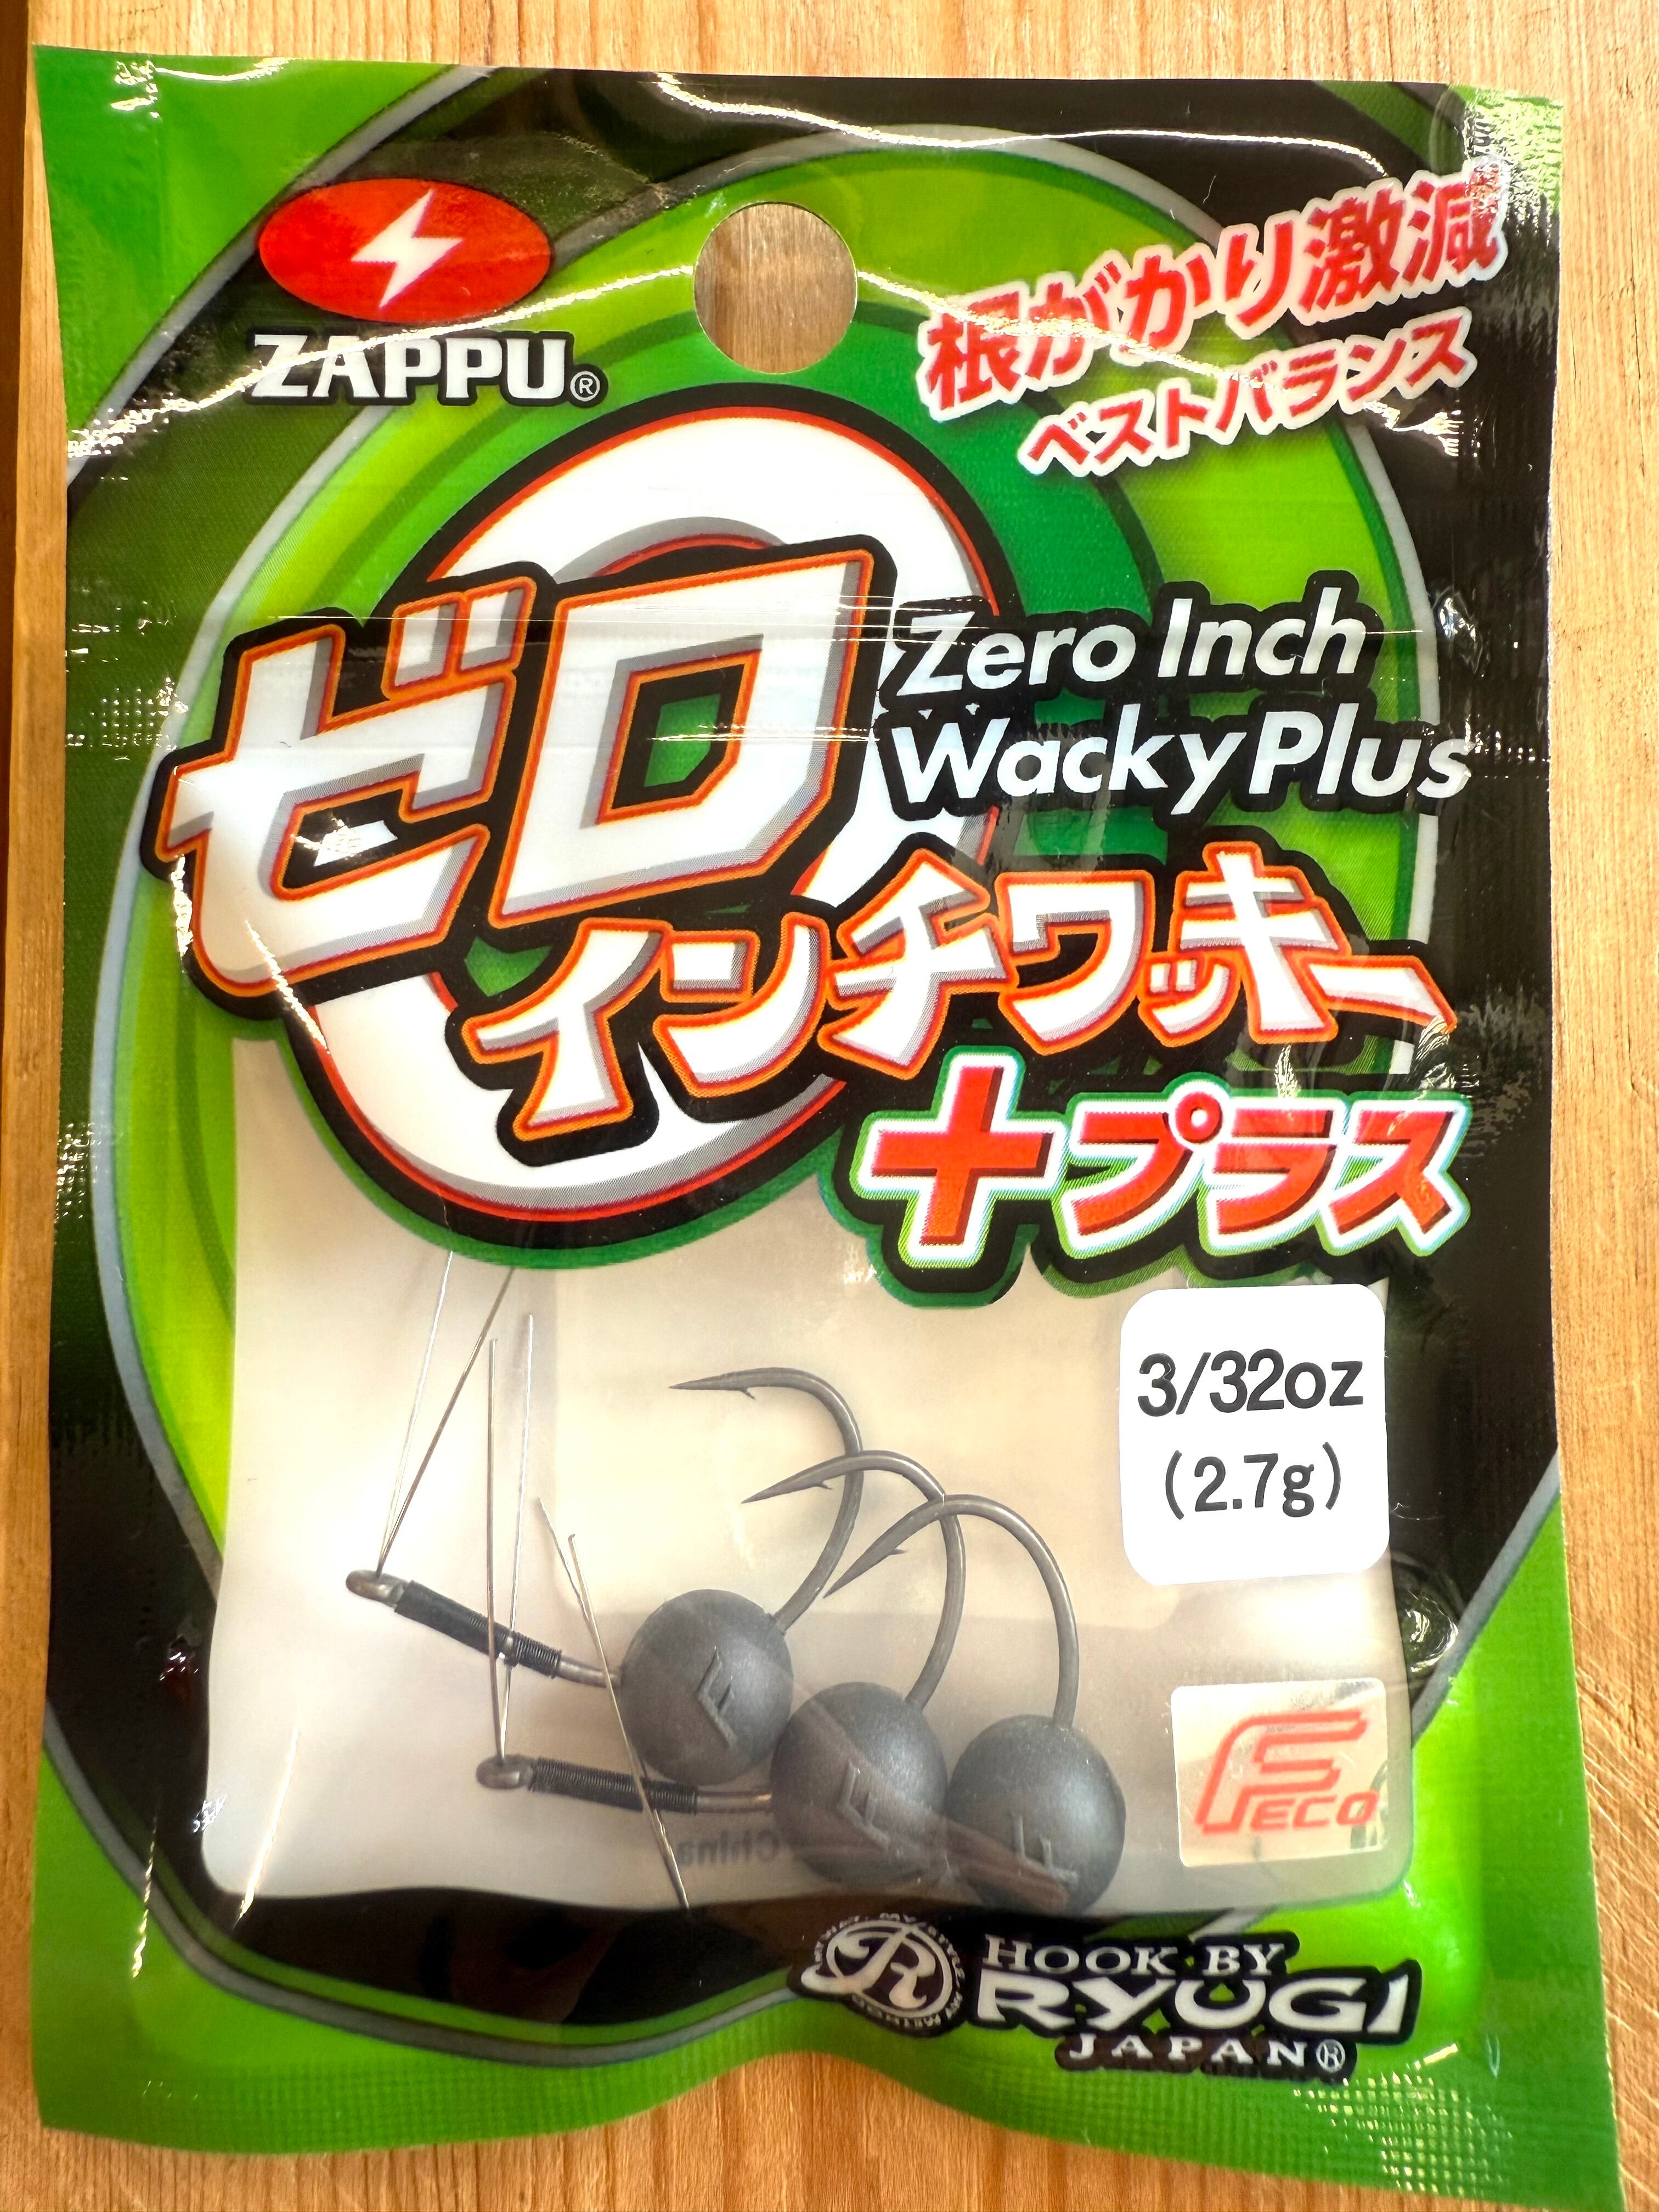 ZAPPU®
根がかり激減
ベストバランス
Zero Inch
Wacky Plus
ゼロ
インチワッキー
+プラス
3/32oz
(2.7g)
FECO
China
R
HOOK BY
RYUGI
JAPAN®